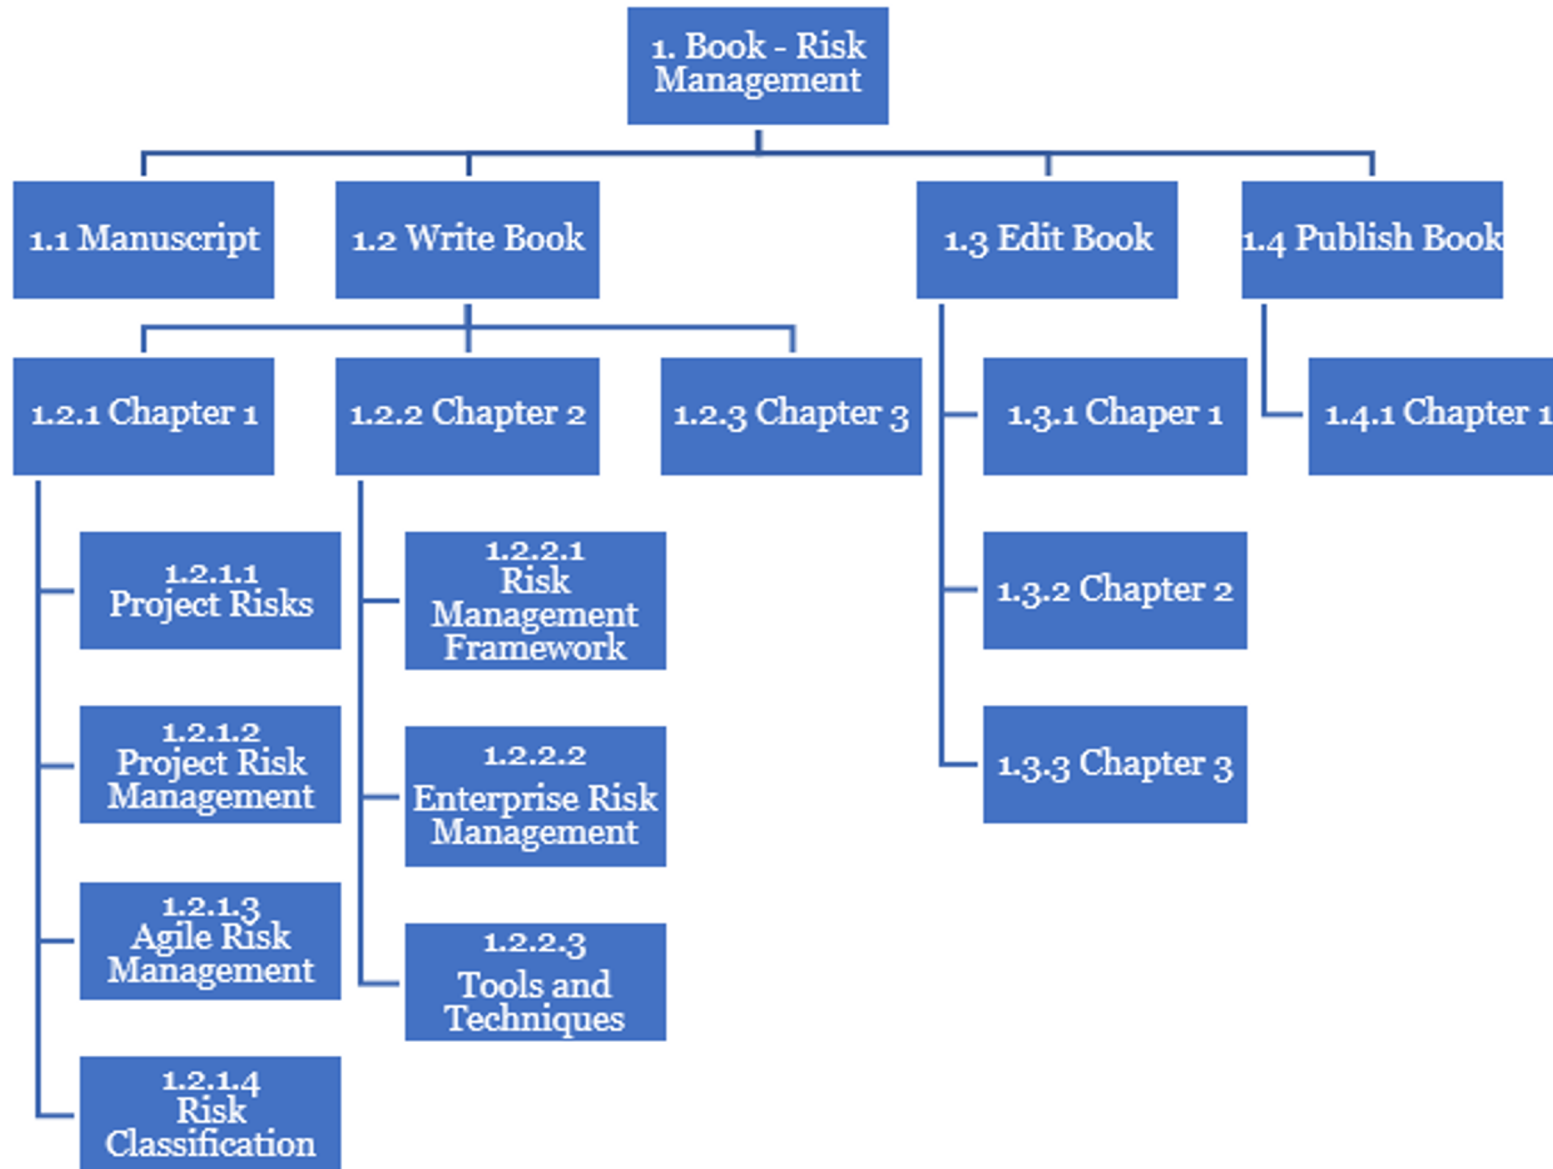 1. Book - Risk
Management
1.1 Manuscript
1.2 Write Book
1.3 Edit Book
1.4 Publish Book
1.2.1 Chapter 1
1.2.2 Chapter 2
1.2.3 Chapter 3
1.3.1 Chaper 1
1.4.1 Chapter 1
1.2.1.1
Project Risks
1.2.1.2
Project Risk
Management
1.2.1.3
Agile Risk
Management
1.2.1.4
Risk
Classification
1.2.2.1
Risk
Management
Framework
1.2.2.2
Enterprise Risk
Management
1.2.2.3
Tools and
Techniques
1.3.2 Chapter 2
1.3.3 Chapter 3